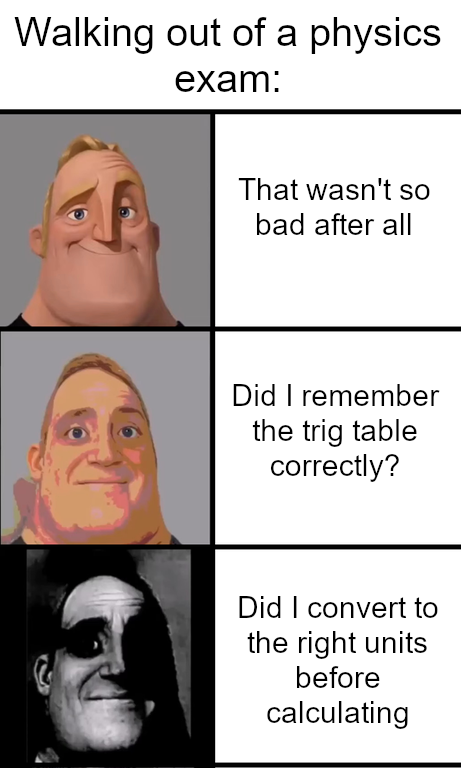 Walking out of a physics
exam:
That wasn't so
bad after all
Did I remember
the trig table
correctly?
Did I convert to
the right units
before
calculating